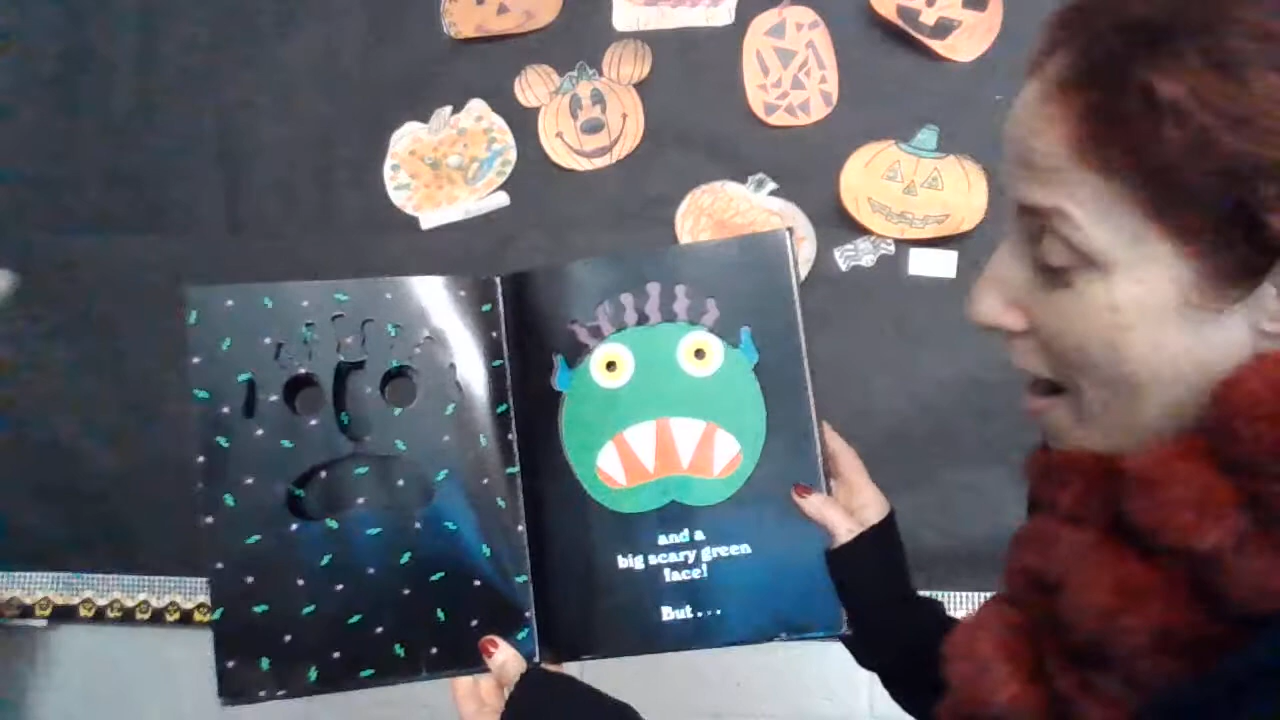 and a
big scary green
face!
But . . .